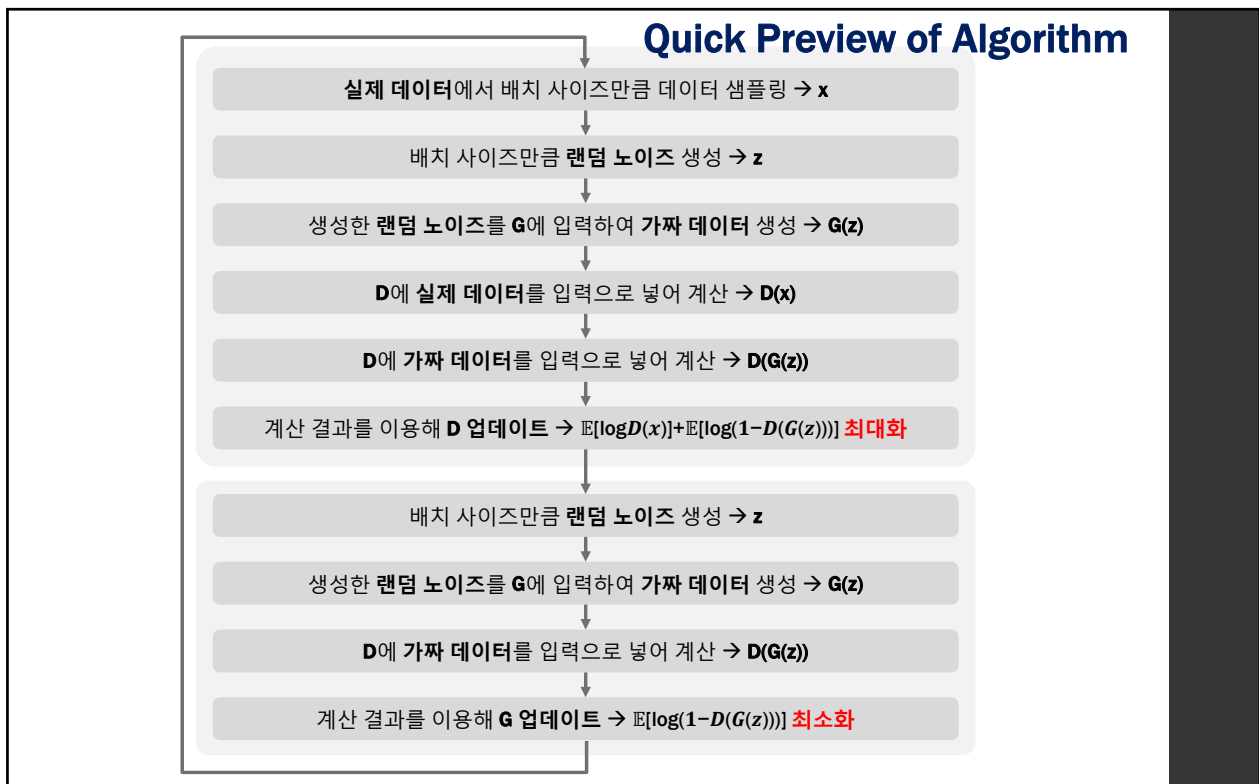 Quick Preview of Algorithm
실제 데이터에서 배치 사이즈만큼 데이터 샘플링 → x
배치 사이즈만큼 랜덤 노이즈 생성 → z
생성한 랜덤 노이즈를 G에 입력하여 가짜 데이터 생성 → G(z)
D에 실제 데이터를 입력으로 넣어 계산 → D(x)
D에 가짜 데이터를 입력으로 넣어 계산 → D(G(z))
계산 결과를 이용해 D 업데이트 → 𝔼[log𝑫(𝒙)]+𝔼[log(1−𝑫(𝑮(𝒛)))] 최대화
배치 사이즈만큼 랜덤 노이즈 생성 → z
생성한 랜덤 노이즈를 G에 입력하여 가짜 데이터 생성 → G(z)
D에 가짜 데이터를 입력으로 넣어 계산 → D(G(z))
계산 결과를 이용해 G 업데이트 → 𝔼[log(1−𝑫(𝑮(𝒛)))] 최소화